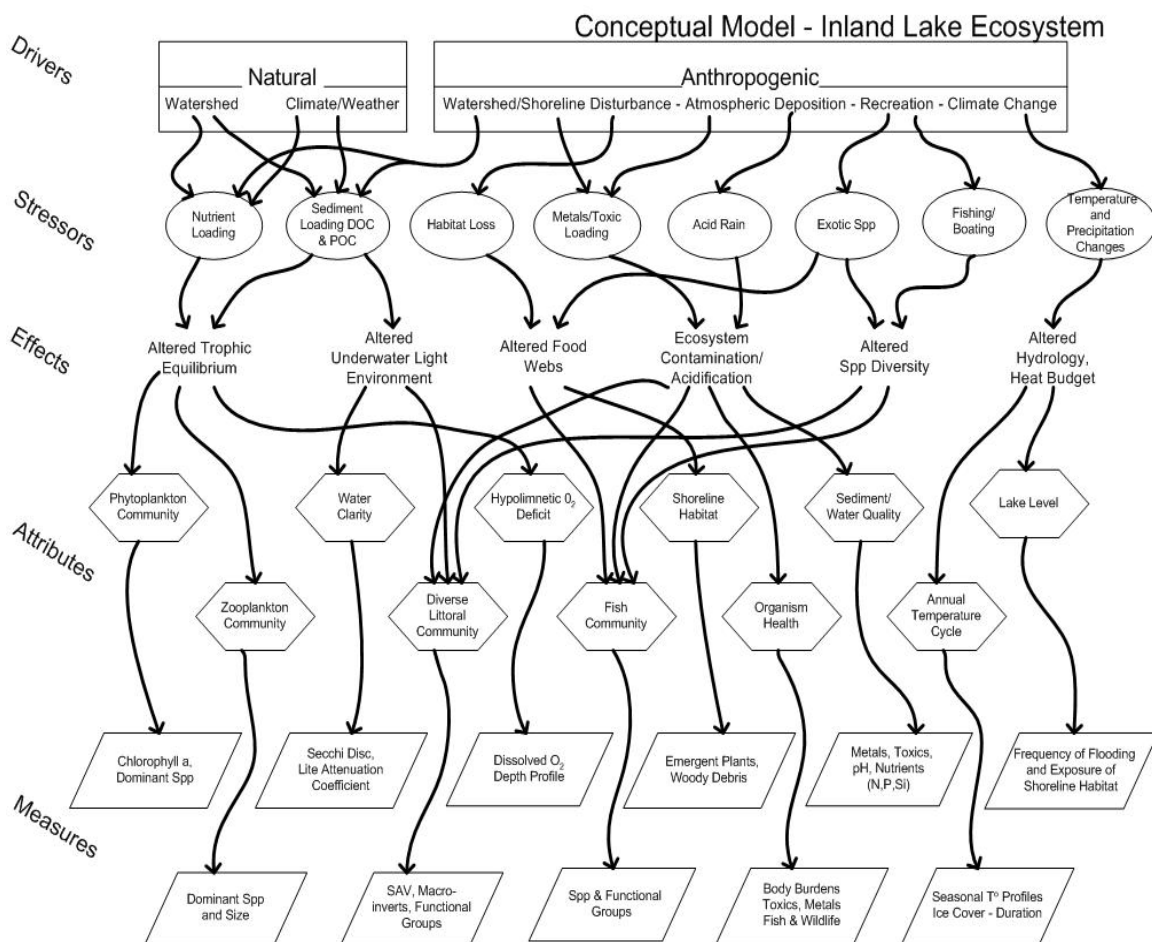 Conceptual Model - Inland Lake Ecosystem
Drivers
Natural
Watershed
Climate/Weather
Anthropogenic
Watershed/Shoreline Disturbance - Atmospheric Deposition - Recreation - Climate Change
Stressors
Nutrient
Loading
Sediment
Loading DOC
& POC
Habitat Loss
Metals/Toxic
Loading
Acid Rain
Exotic Spp
Fishing/
Boating
Temperature
and
Precipitation
Changes
Effects
Altered Trophic
Equilibrium
Altered
Underwater Light
Environment
Altered Food
Webs
Ecosystem
Contamination/
Acidification
Altered
Spp Diversity
Altered
Hydrology,
Heat Budget
Attributes
Phytoplankton
Community
Water
Clarity
Hypolimnetic 0₂
Deficit
Shoreline
Habitat
Sediment/
Water Quality
Lake Level
Zooplankton
Community
Diverse
Littoral
Community
Fish
Community
Organism
Health
Annual
Temperature
Cycle
Measures
Chlorophyll a,
Dominant Spp
Secchi Disc,
Lite Attenuation
Coefficient
Dissolved O₂
Depth Profile
Emergent Plants,
Woody Debris
Metals, Toxics,
pH, Nutrients
(N,P,Si)
Frequency of Flooding
and Exposure of
Shoreline Habitat
Dominant Spp
and Size
SAV, Macro-
inverts, Functional
Groups
Spp & Functional
Groups
Body Burdens
Toxics, Metals
Fish & Wildlife
Seasonal Tº Profiles
Ice Cover - Duration